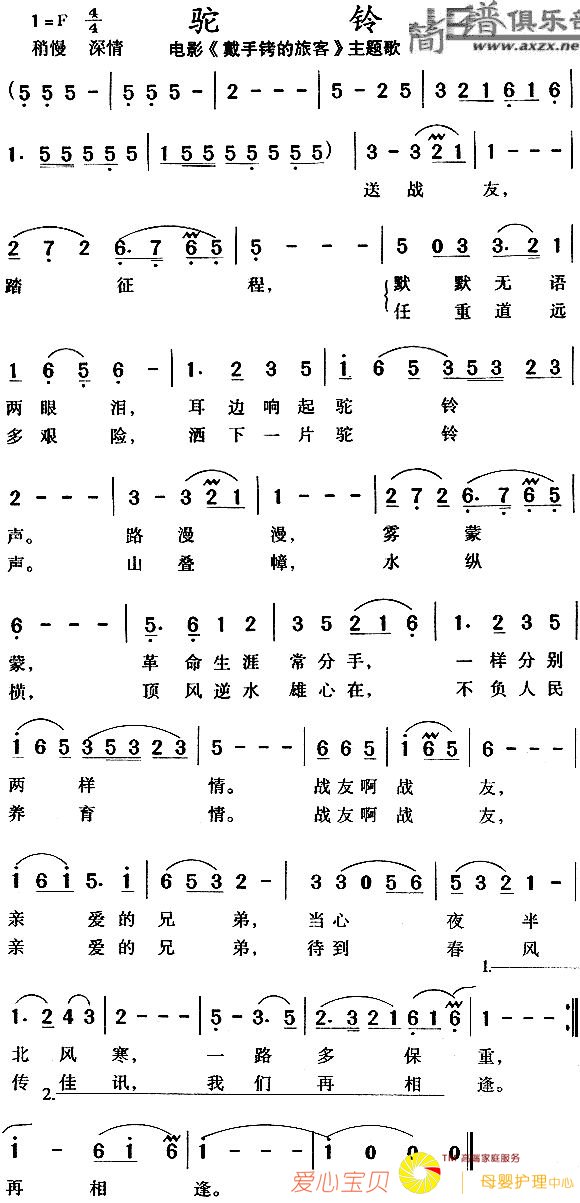 1=F 4/4 驼 铃
稍慢 深情 电影《戴手铐的旅客》主题歌
简谱俱乐部
www.axzx.net
(5 5 5 - | 5 5 5 - | 2 - - - | 5 - 2 5 | 3 2 1 6 1 6 |
1. 5 5 5 5 5 | 1 5 5 5 5 5 5 5) | 3 - 3 2 1 | 1 - - - |
送 战 友,
2 7 2 6. 7 6 5 | 5 - - - | 5 0 3 3. 2 1 |
踏 征 程, 默 默 无 语
任 重 道 远
1 6 5 6 - | 1. 2 3 5 | 1 6 5 3 5 3 2 3 |
两 眼 泪, 耳 边 响 起 驼 铃
多 艰 险, 洒 下 一 片 驼 铃
2 - - - | 3 - 3 2 1 | 1 - - - | 2 7 2 6. 7 6 5 |
声。 路 漫 漫, 雾 蒙
声。 山 叠 嶂, 水 纵
6 - - - | 5. 6 1 2 | 3 5 2 1 6 | 1. 2 3 5 |
蒙, 革 命 生 涯 常 分 手, 一 样 分 别
横, 顶 风 逆 水 雄 心 在, 不 负 人 民
1 6 5 3 5 3 2 3 | 5 - - - | 6 6 6 5 | 1 6 5 | 6 - - - |
两 样 情。 战 友 啊 战 友,
养 育 情。 战 友 啊 战 友,
1 6 1 5. 1 | 6 5 3 2 - | 3 3 0 5 6 | 5 3 2 - |
亲 爱 的 兄 弟, 当 心 夜 半
亲 爱 的 兄 弟, 待 到 春 风
1.
1. 2 4 3 | 2 - - - | 5 - 3. 5 | 2. 3 2 1 6 1 6 | 1 - - - :||
北 风 寒, 一 路 多 保 重,
传 佳 讯, 我 们 再 相 逢。
2.
1 - 6 1 6 | 1 - - - | 1 0 0 0 ||
再 相 逢。
爱心宝贝
高端家庭服务
母婴护理中心